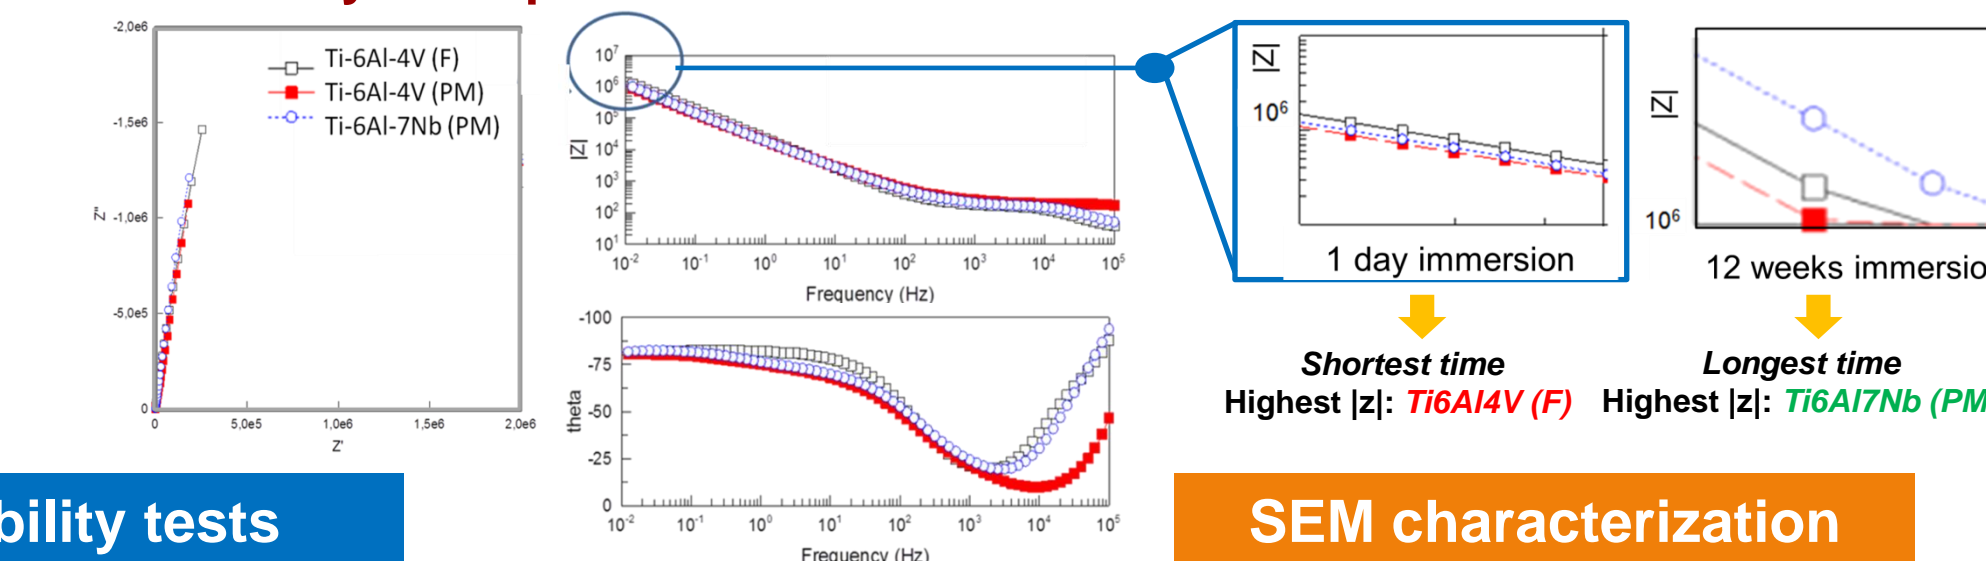 -2,0e6
-1,5e6
-1,0e6
-5,0e5
0
Z''
0
5,0e5
1,0e6
1,5e6
2,0e6
Z'
Ti-6Al-4V (F)
Ti-6Al-4V (PM)
Ti-6Al-7Nb (PM)
10⁷
10⁶
10⁵
10⁴
10³
10²
10¹
|Z|
10⁻²
10⁻¹
10⁰
10¹
10²
10³
10⁴
10⁵
Frequency (Hz)
-100
-75
-50
-25
0
theta
10⁻²
10⁻¹
10⁰
10¹
10²
10³
10⁴
10⁵
Frequency (Hz)
|Z|
10⁶
1 day immersion
|Z|
10⁶
12 weeks immersio
Shortest time
Highest |z|: Ti6Al4V (F)
Longest time
Highest |z|: Ti6Al7Nb (PM
bility tests
SEM characterization